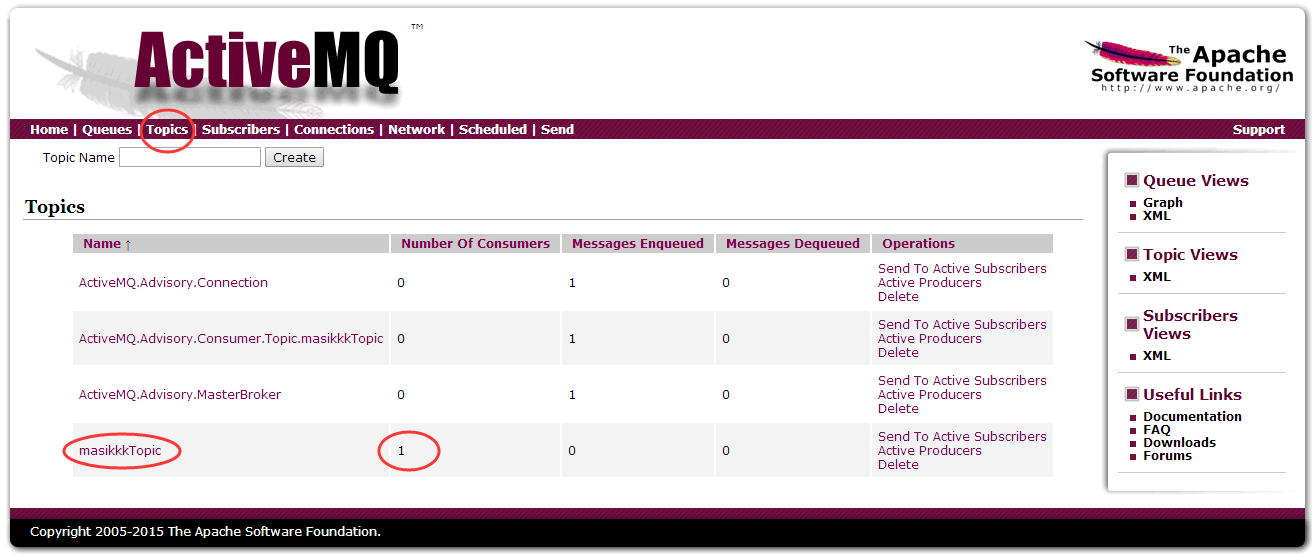 ActiveMQ ™
The Apache
Software Foundation
http://www.apache.org/
Home | Queues | Topics | Subscribers | Connections | Network | Scheduled | Send
Support
Topic Name Create
Topics
Name ↑ Number Of Consumers Messages Enqueued Messages Dequeued Operations
ActiveMQ.Advisory.Connection 0 1 0 Send To Active Subscribers
Active Producers
Delete
ActiveMQ.Advisory.Consumer.Topic.masikkkTopic 0 1 0 Send To Active Subscribers
Active Producers
Delete
ActiveMQ.Advisory.MasterBroker 0 1 0 Send To Active Subscribers
Active Producers
Delete
masikkkTopic 1 0 0 Send To Active Subscribers
Active Producers
Delete
Queue Views
Graph
XML
Topic Views
XML
Subscribers
Views
XML
Useful Links
Documentation
FAQ
Downloads
Forums
Copyright 2005-2015 The Apache Software Foundation.